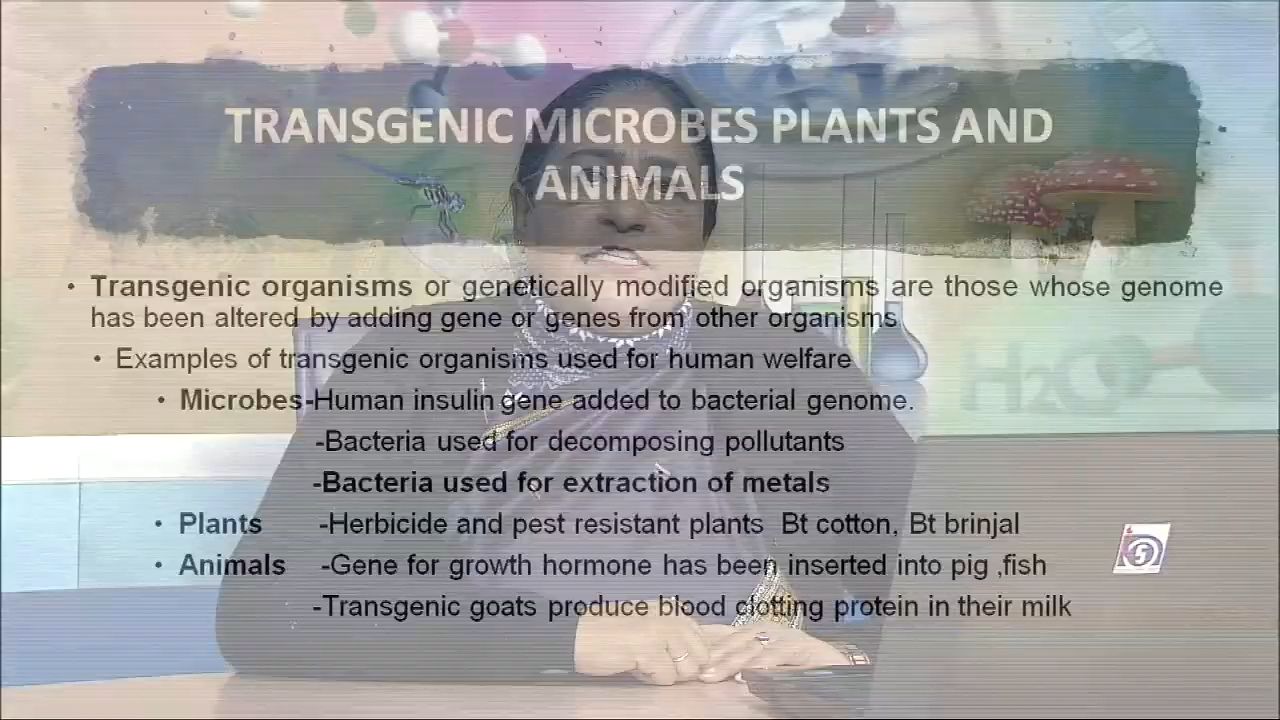 TRANSGENIC MICROBES PLANTS AND
ANIMALS
• Transgenic organisms or genetically modified organisms are those whose genome
has been altered by adding gene or genes from other organisms
• Examples of transgenic organisms used for human welfare
• Microbes-Human insulin gene added to bacterial genome.
-Bacteria used for decomposing pollutants
-Bacteria used for extraction of metals
• Plants -Herbicide and pest resistant plants Bt cotton, Bt brinjal
• Animals -Gene for growth hormone has been inserted into pig ,fish
-Transgenic goats produce blood clotting protein in their milk
H2O